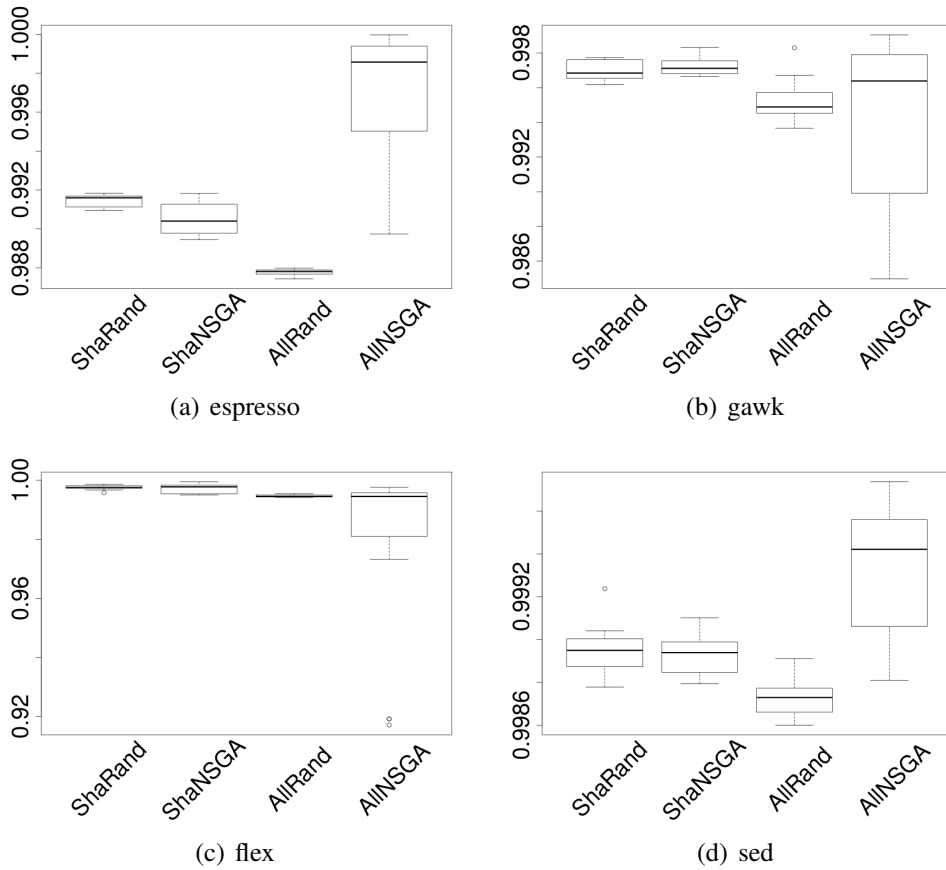 1.000
0.996
0.992
0.988
ShaRand
ShaNSGA
AllRand
AllNSGA
(a) espresso
0.998
0.992
0.986
ShaRand
ShaNSGA
AllRand
AllNSGA
(b) gawk
1.00
0.96
0.92
ShaRand
ShaNSGA
AllRand
AllNSGA
(c) flex
0.9992
0.9986
ShaRand
ShaNSGA
AllRand
AllNSGA
(d) sed